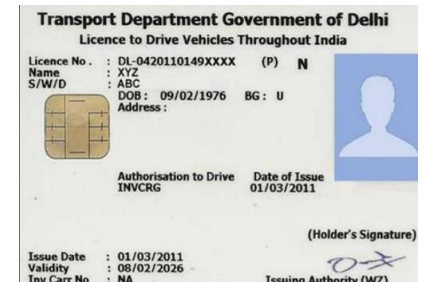 Transport Department Government of Delhi
Licence to Drive Vehicles Throughout India
Licence No. : DL-0420110149XXXX (P) N
Name : XYZ
S/W/D : ABC
DOB : 09/02/1976 BG : U
Address :
Authorisation to Drive Date of Issue
INVCRG 01/03/2011
(Holder's Signature)
Issue Date : 01/03/2011
Validity : 08/02/2026
Inv Carr No : NA Issuing Authority (WZ)